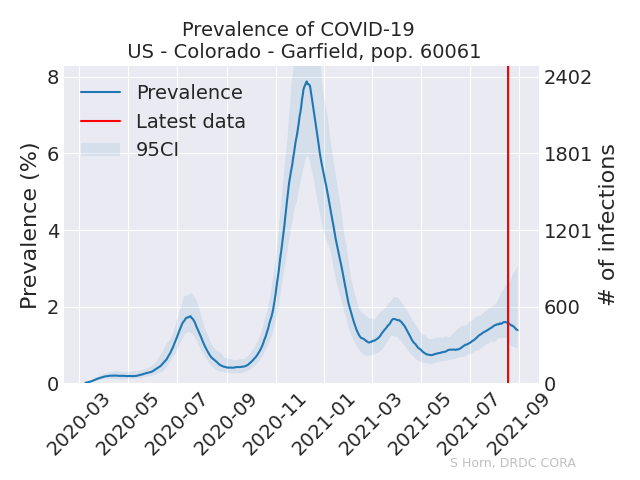 Prevalence of COVID-19
US - Colorado - Garfield, pop. 60061
Prevalence
Latest data
95CI
Prevalence (%)
8
6
4
2
0
2402
1801
1201
600
0
# of infections
2020-03
2020-05
2020-07
2020-09
2020-11
2021-01
2021-03
2021-05
2021-07
2021-09
S Horn, DRDC CORA